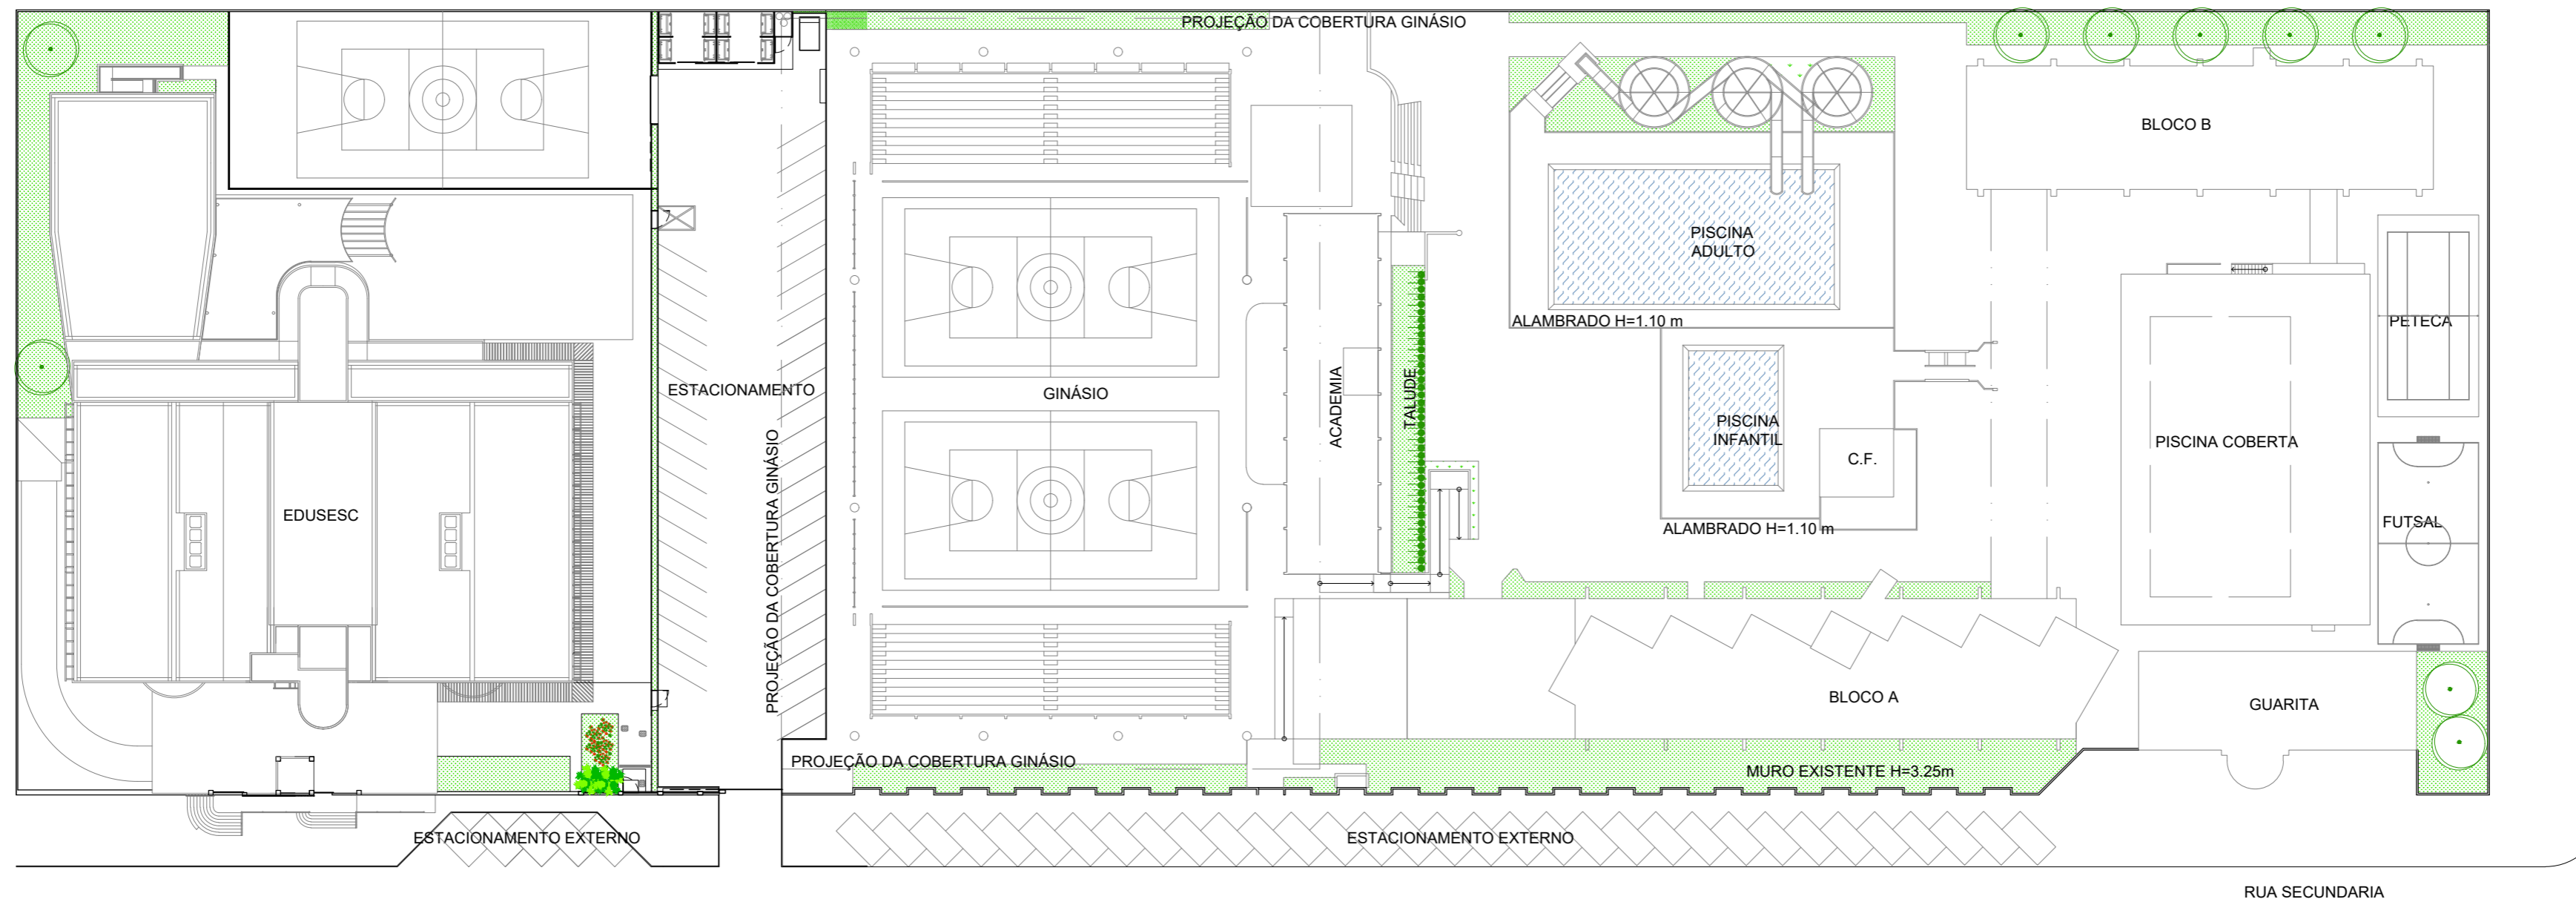 PROJEÇÃO DA COBERTURA GINÁSIO
BLOCO B
PISCINA
ADULTO
ALAMBRADO H=1.10 m
PETECA
ESTACIONAMENTO
GINÁSIO
ACADEMIA
TALUDE
PISCINA
INFANTIL
C.F.
PISCINA COBERTA
EDUSESC
PROJEÇÃO DA COBERTURA GINÁSIO
ALAMBRADO H=1.10 m
FUTSAL
BLOCO A
GUARITA
PROJEÇÃO DA COBERTURA GINÁSIO
MURO EXISTENTE H=3.25m
ESTACIONAMENTO EXTERNO
ESTACIONAMENTO EXTERNO
RUA SECUNDARIA